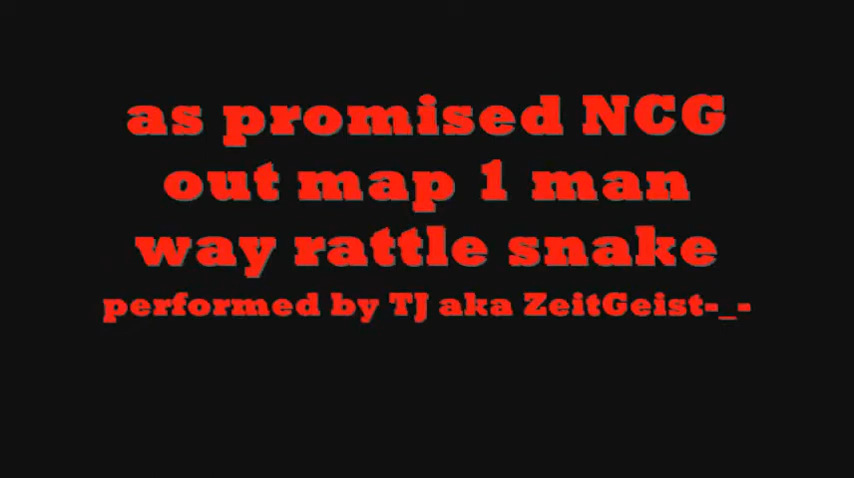 as promised NCG
out map 1 man
way rattle snake
performed by TJ aka ZeitGeist-_-